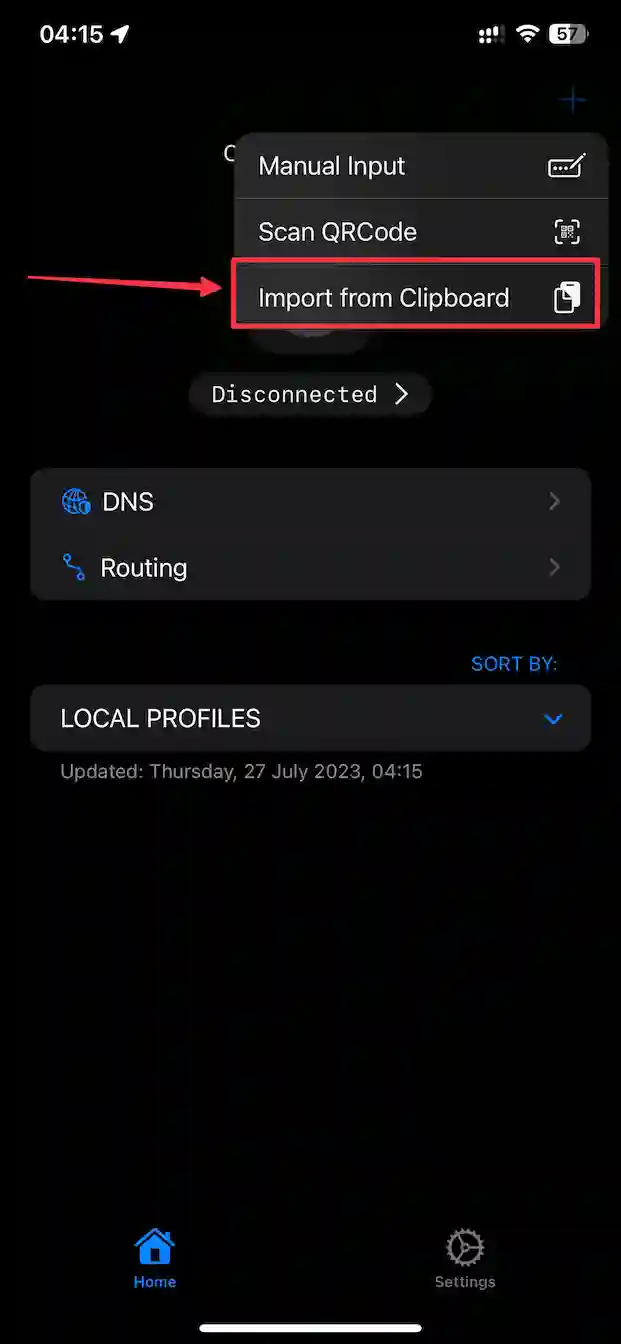 04:15
57
Manual Input
Scan QRCode
Import from Clipboard
Disconnected
DNS
Routing
SORT BY:
LOCAL PROFILES
Updated: Thursday, 27 July 2023, 04:15
Home
Settings